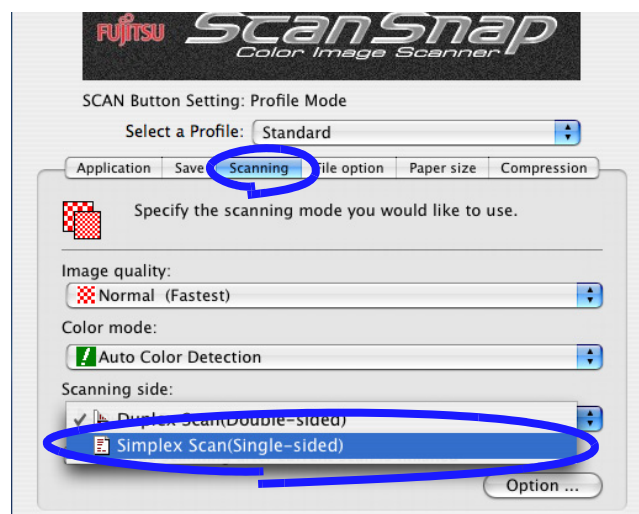 FUJITSU ScanSnap
Color Image Scanner
SCAN Button Setting: Profile Mode
Select a Profile: Standard
Application Save Scanning File option Paper size Compression
Specify the scanning mode you would like to use.
Image quality:
Normal (Fastest)
Color mode:
Auto Color Detection
Scanning side:
Duplex Scan(Double-sided)
Simplex Scan(Single-sided)
Option ...